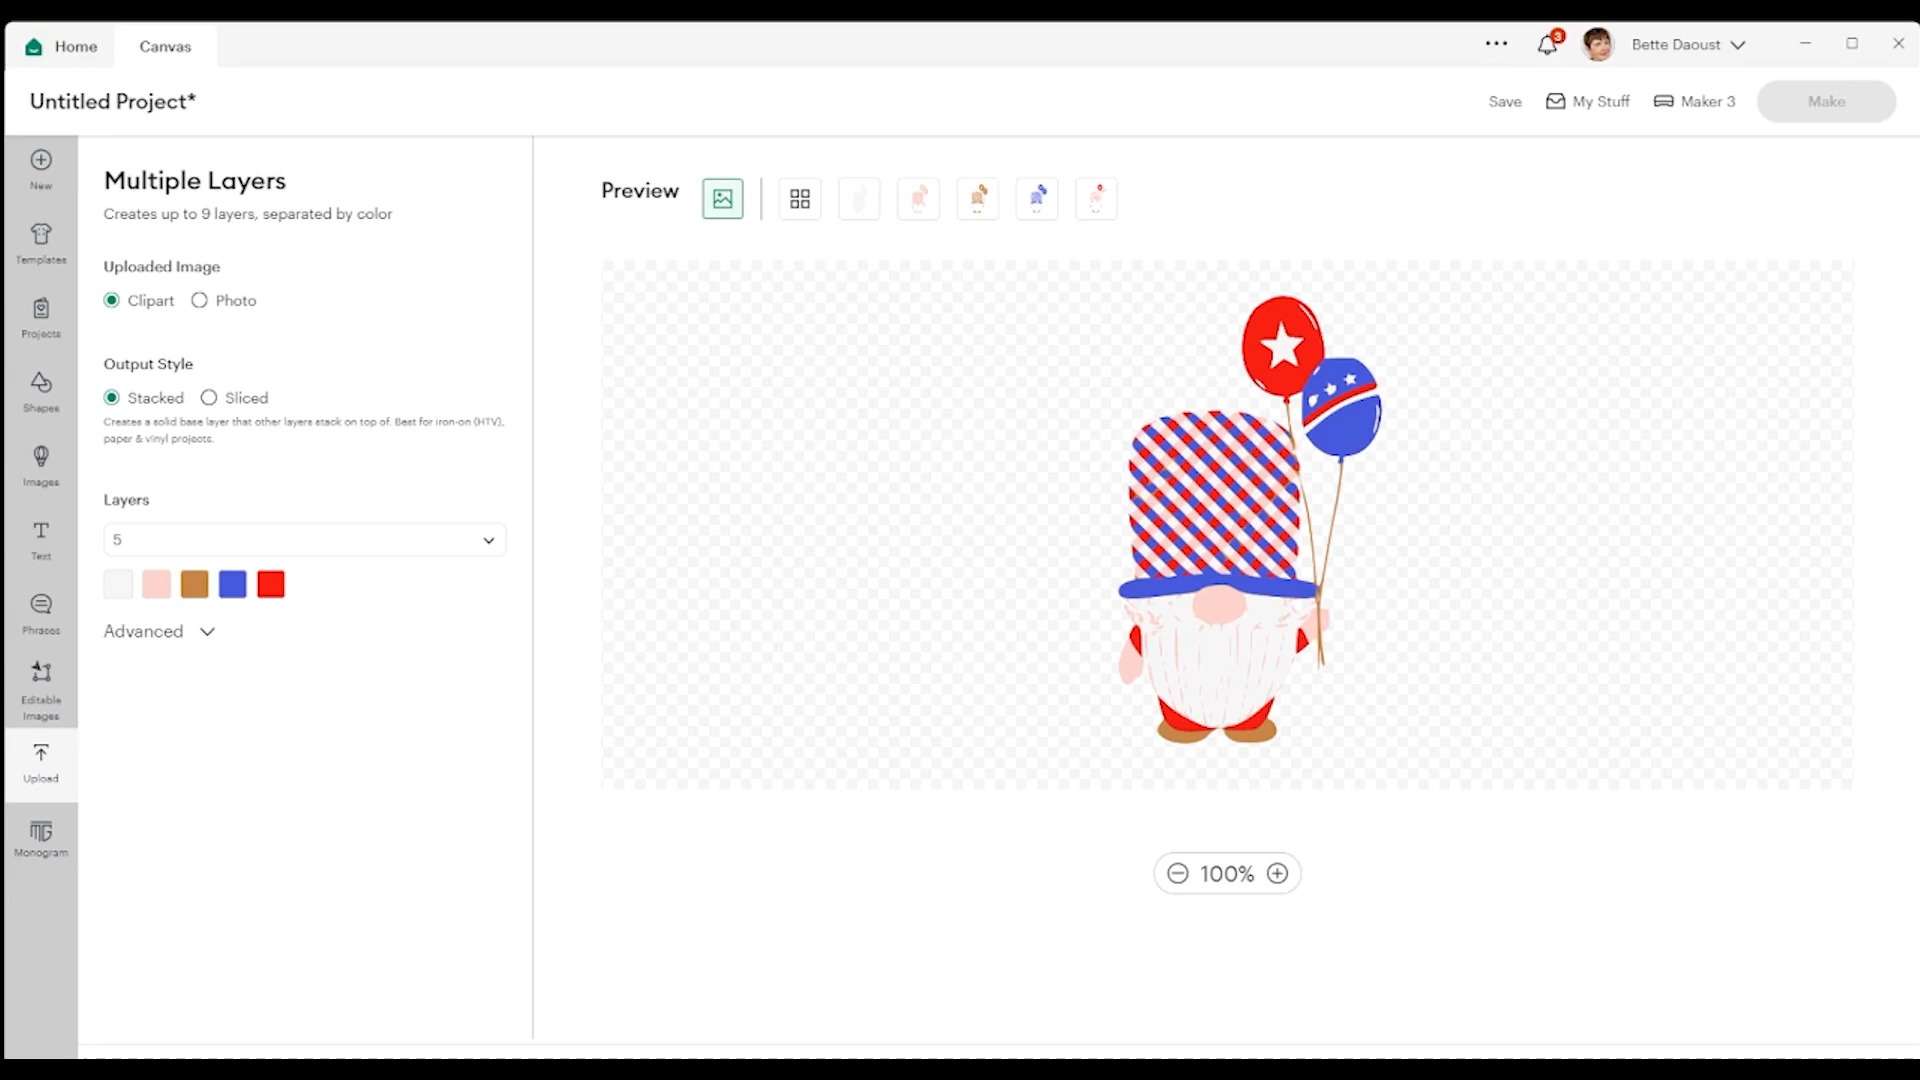 Home
Canvas
3
Bette Daoust
Untitled Project*
Save
My Stuff
Maker 3
Make
New
Templates
Projects
Shapes
Images
Text
Phrases
Editable
Images
Upload
MG
Monogram
Multiple Layers
Creates up to 9 layers, separated by color
Uploaded Image
Clipart
Photo
Output Style
Stacked
Sliced
Creates a solid base layer that other layers stack on top of. Best for iron-on (HTV),
paper & vinyl projects.
Layers
5
Advanced
Preview
100%